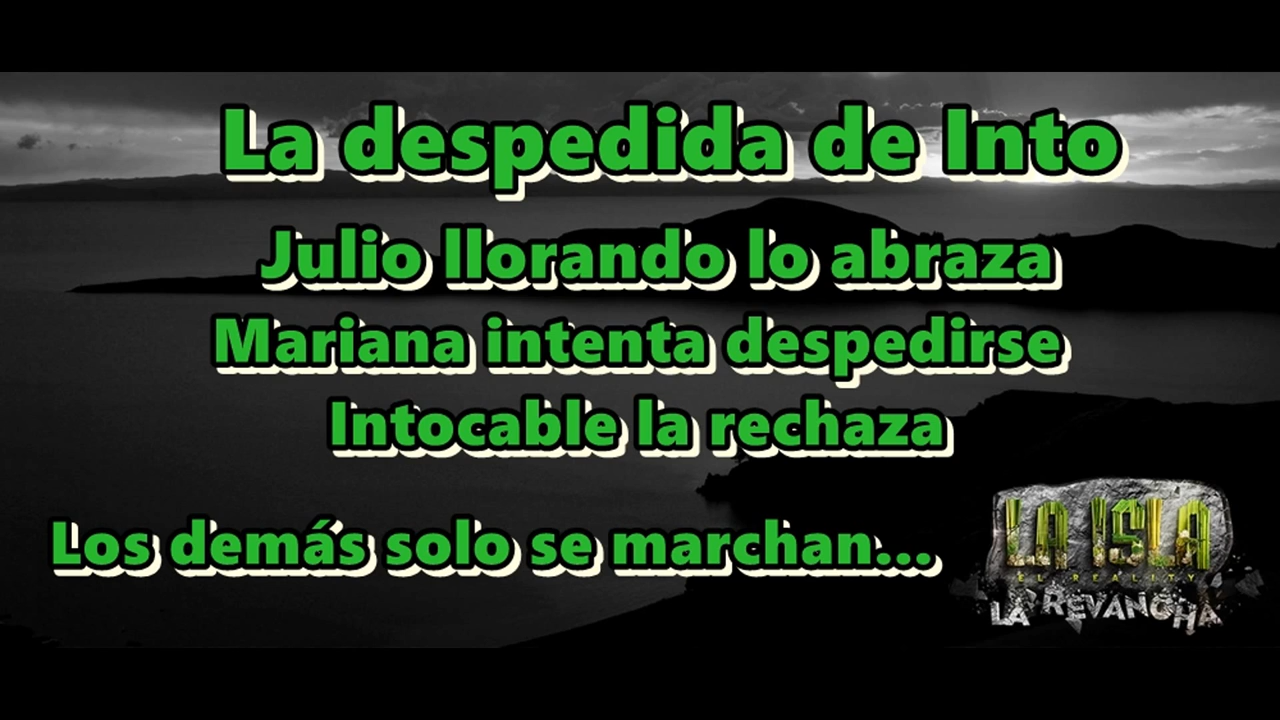 La despedida de Into
Julio llorando lo abraza
Mariana intenta despedirse
Intocable la rechaza
Los demás solo se marchan...
LA ISLA
EL REALITY
LA REVANCHA